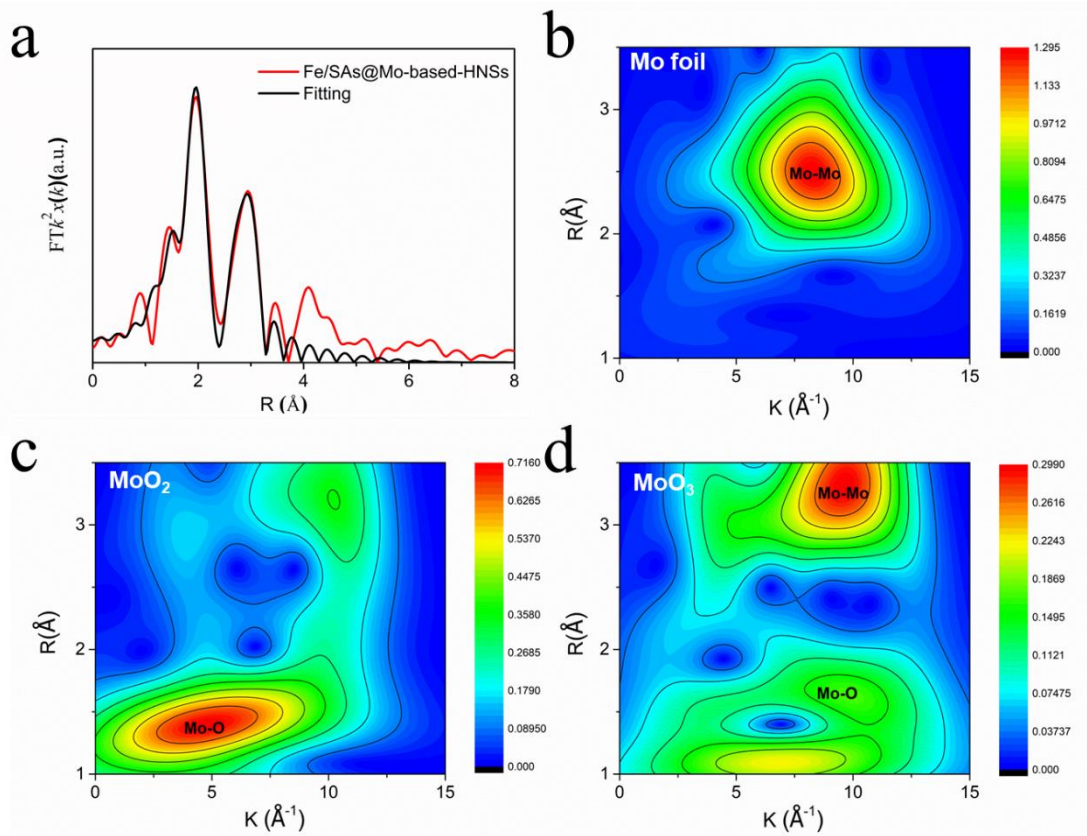 a
Fe/SAs@Mo-based-HNSs
Fitting
FTk²x(k)(a.u.)
0 2 4 6 8
R (Å)
b
Mo foil
Mo-Mo
3
2
1
R(Å)
0 5 10 15
K (Å⁻¹)
1.295
1.133
0.9712
0.8094
0.6475
0.4856
0.3237
0.1619
0.000
c
MoO₂
Mo-O
3
2
1
R(Å)
0 5 10 15
K (Å⁻¹)
0.7160
0.6265
0.5370
0.4475
0.3580
0.2685
0.1790
0.08950
0.000
d
MoO₃
Mo-Mo
Mo-O
3
2
1
R(Å)
0 5 10 15
K (Å⁻¹)
0.2990
0.2616
0.2243
0.1869
0.1495
0.1121
0.07475
0.03737
0.000